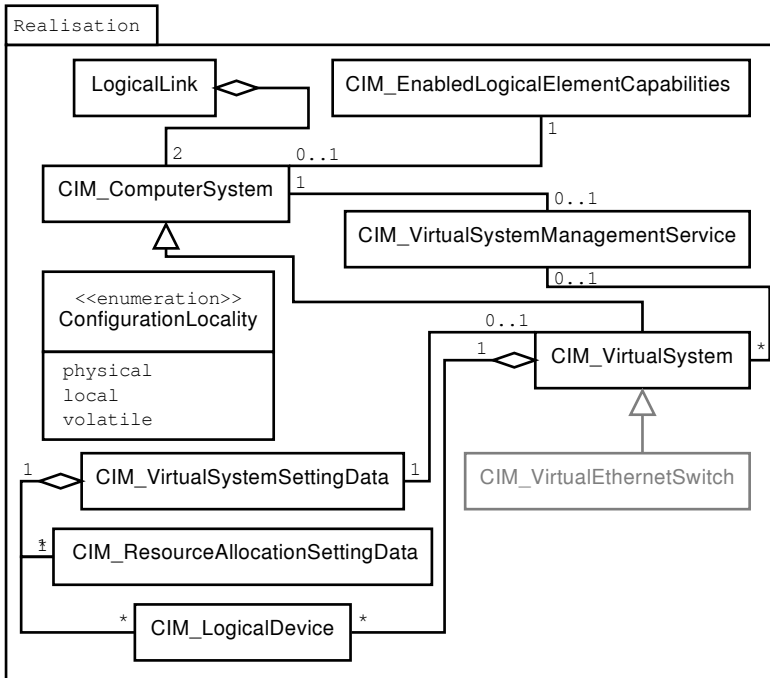 Realisation
LogicalLink
CIM_EnabledLogicalElementCapabilities
2
0..1
1
CIM_ComputerSystem
1
0..1
CIM_VirtualSystemManagementService
0..1
<<enumeration>>
ConfigurationLocality
physical
local
volatile
0..1
1
CIM_VirtualSystem
*
1
CIM_VirtualSystemSettingData
1
CIM_VirtualEthernetSwitch
*
1
CIM_ResourceAllocationSettingData
*
CIM_LogicalDevice
*